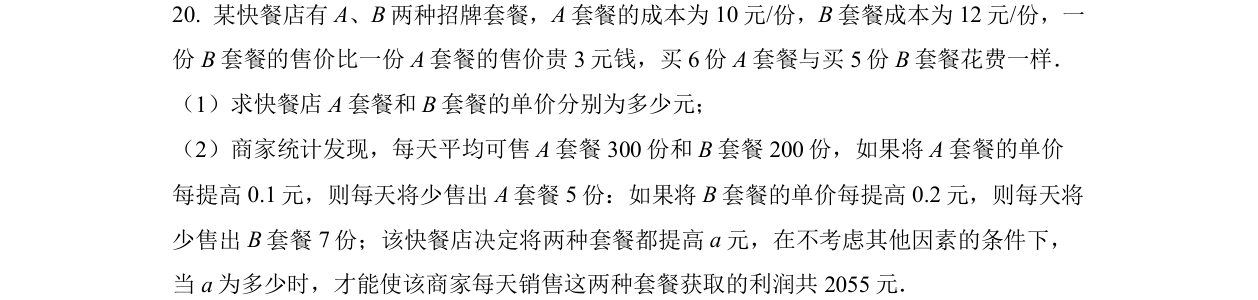 20. 某快餐店有 A、B 两种招牌套餐，A 套餐的成本为 10 元/份，B 套餐成本为 12 元/份，一
份 B 套餐的售价比一份 A 套餐的售价贵 3 元钱，买 6 份 A 套餐与买 5 份 B 套餐花费一样．
（1）求快餐店 A 套餐和 B 套餐的单价分别为多少元；
（2）商家统计发现，每天平均可售 A 套餐 300 份和 B 套餐 200 份，如果将 A 套餐的单价
每提高 0.1 元，则每天将少售出 A 套餐 5 份：如果将 B 套餐的单价每提高 0.2 元，则每天将
少售出 B 套餐 7 份；该快餐店决定将两种套餐都提高 a 元，在不考虑其他因素的条件下，
当 a 为多少时，才能使该商家每天销售这两种套餐获取的利润共 2055 元．